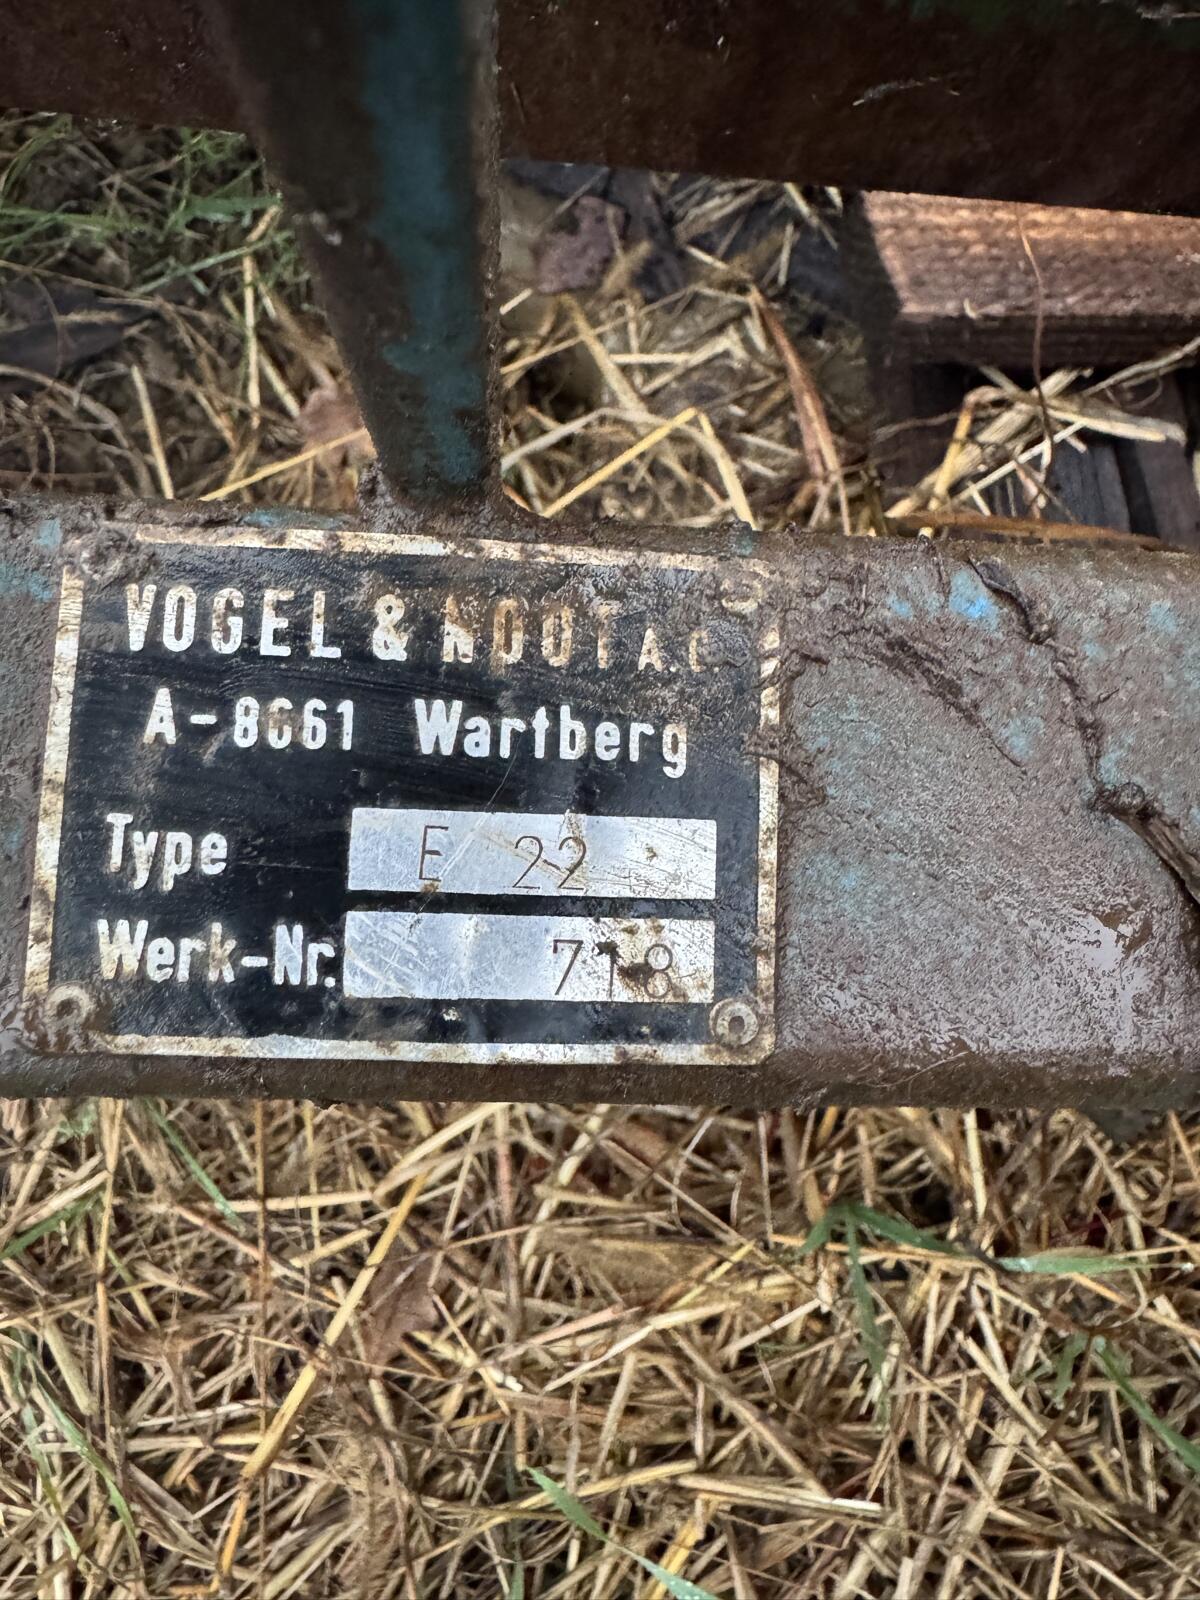 VOGEL & NOOT A.G.
A-8661 Wartberg
Type E 22
Werk-Nr. 718